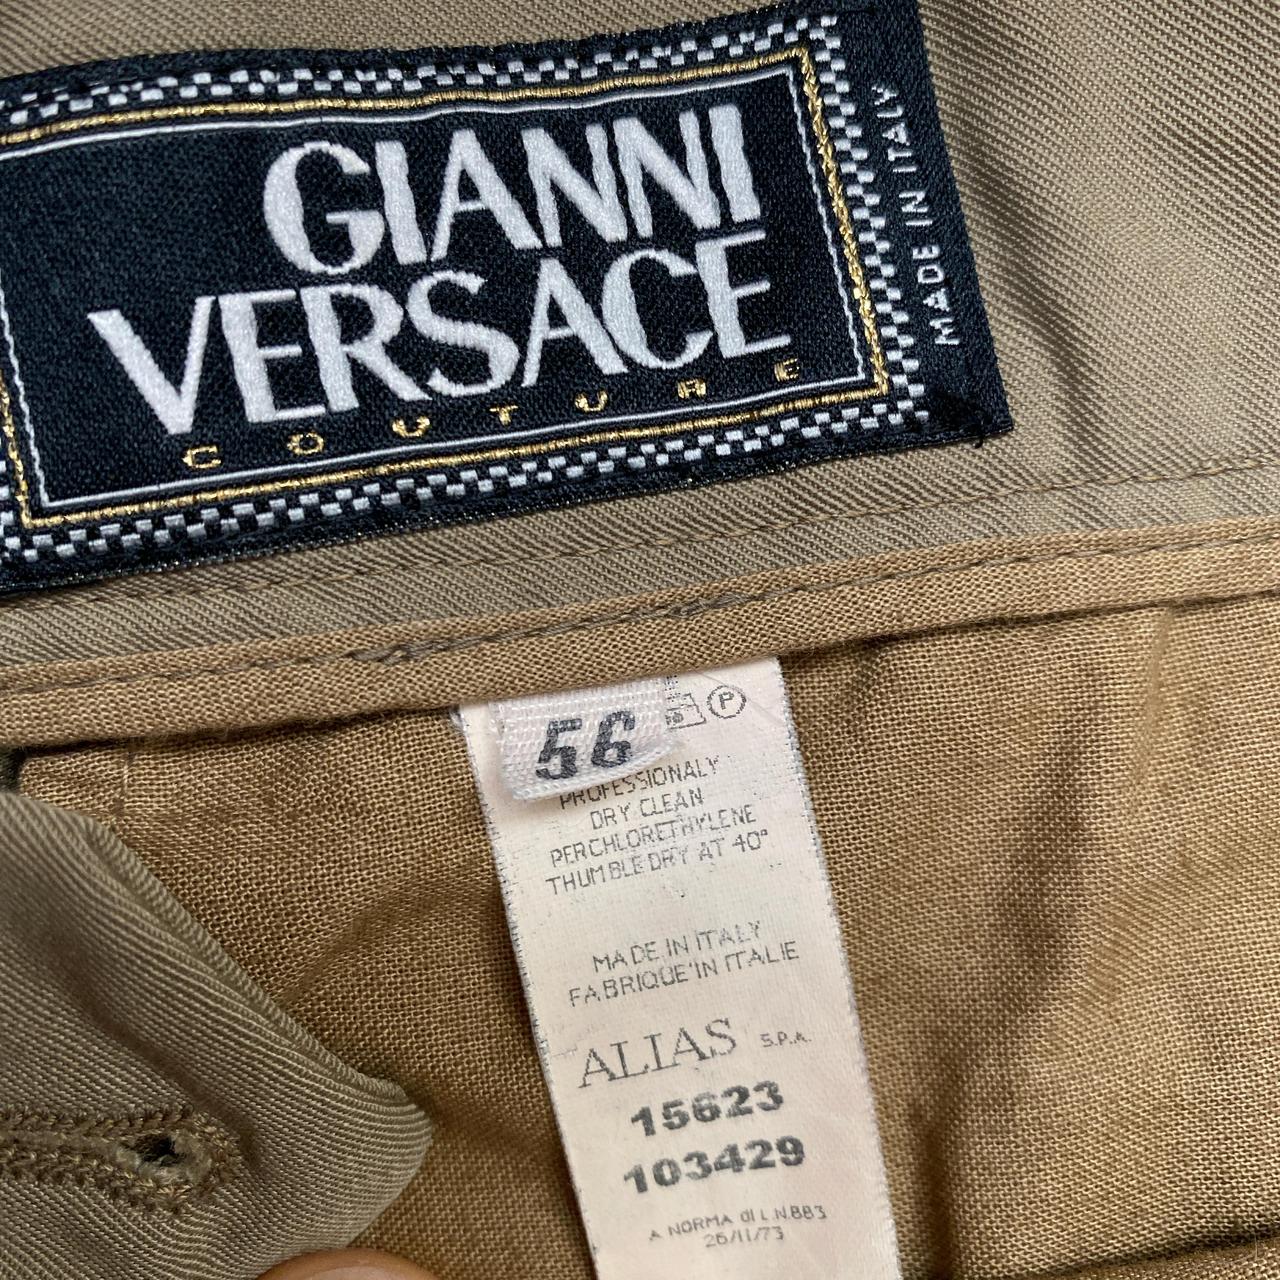 GIANNI
VERSACE
COUTURE
MADE IN ITALY
56
P
PROFESSIONALY
DRY CLEAN
PERCHLORETHYLENE
THUMBLE DRY AT 40°
MADE IN ITALY
FABRIQUE'IN ITALIE
ALIAS S.P.A.
15623
103429
A NORMA di L.N.883
26/11/73